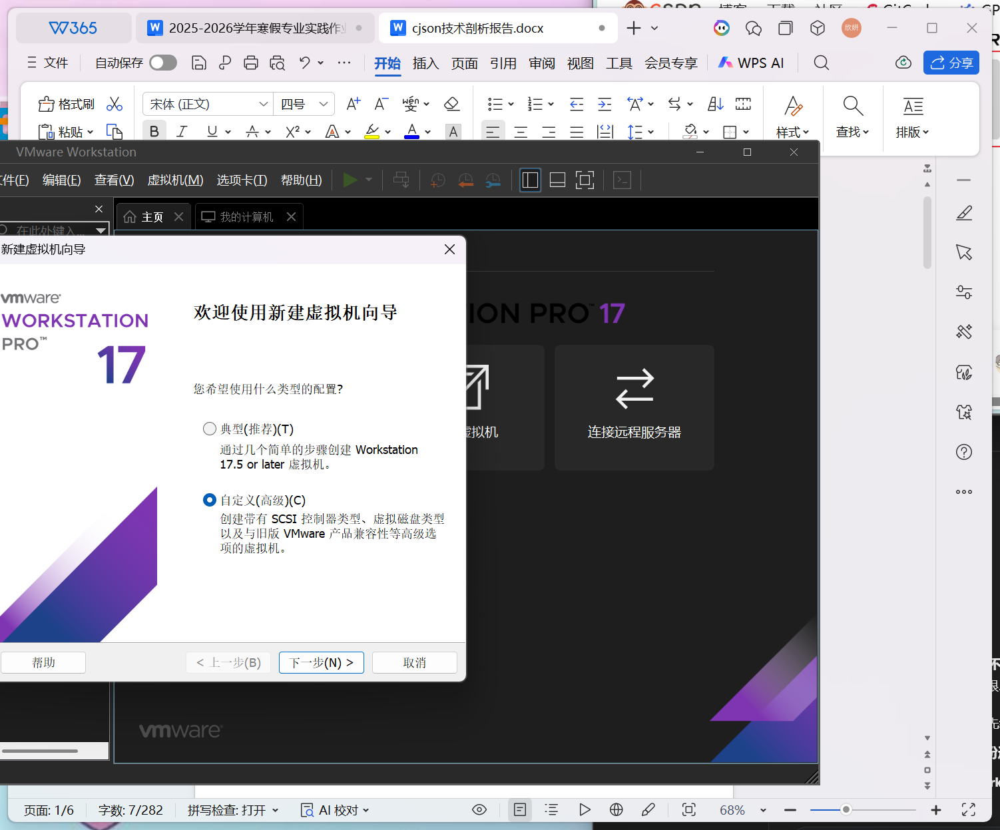 W365
2025-2026学年寒假专业实践作业
cjson技术剖析报告.docx
欣妍
文件
自动保存
开始
插入
页面
引用
审阅
视图
工具
会员专享
WPS AI
分享
格式刷
宋体 (正文)
四号
粘贴
样式
查找
排版
VMware Workstation
文件(F)
编辑(E)
查看(V)
虚拟机(M)
选项卡(T)
帮助(H)
主页
我的计算机
在此处键入...
新建虚拟机向导
vmware
WORKSTATION
PRO™
17
欢迎使用新建虚拟机向导
您希望使用什么类型的配置?
典型(推荐)(T)
通过几个简单的步骤创建 Workstation
17.5 or later 虚拟机。
自定义(高级)(C)
创建带有 SCSI 控制器类型、虚拟磁盘类型
以及与旧版 VMware 产品兼容性等高级选
项的虚拟机。
帮助
< 上一步(B)
下一步(N) >
取消
ION PRO™ 17
虚拟机
连接远程服务器
vmware
页面: 1/6
字数: 7/282
拼写检查: 打开
AI 校对
68%